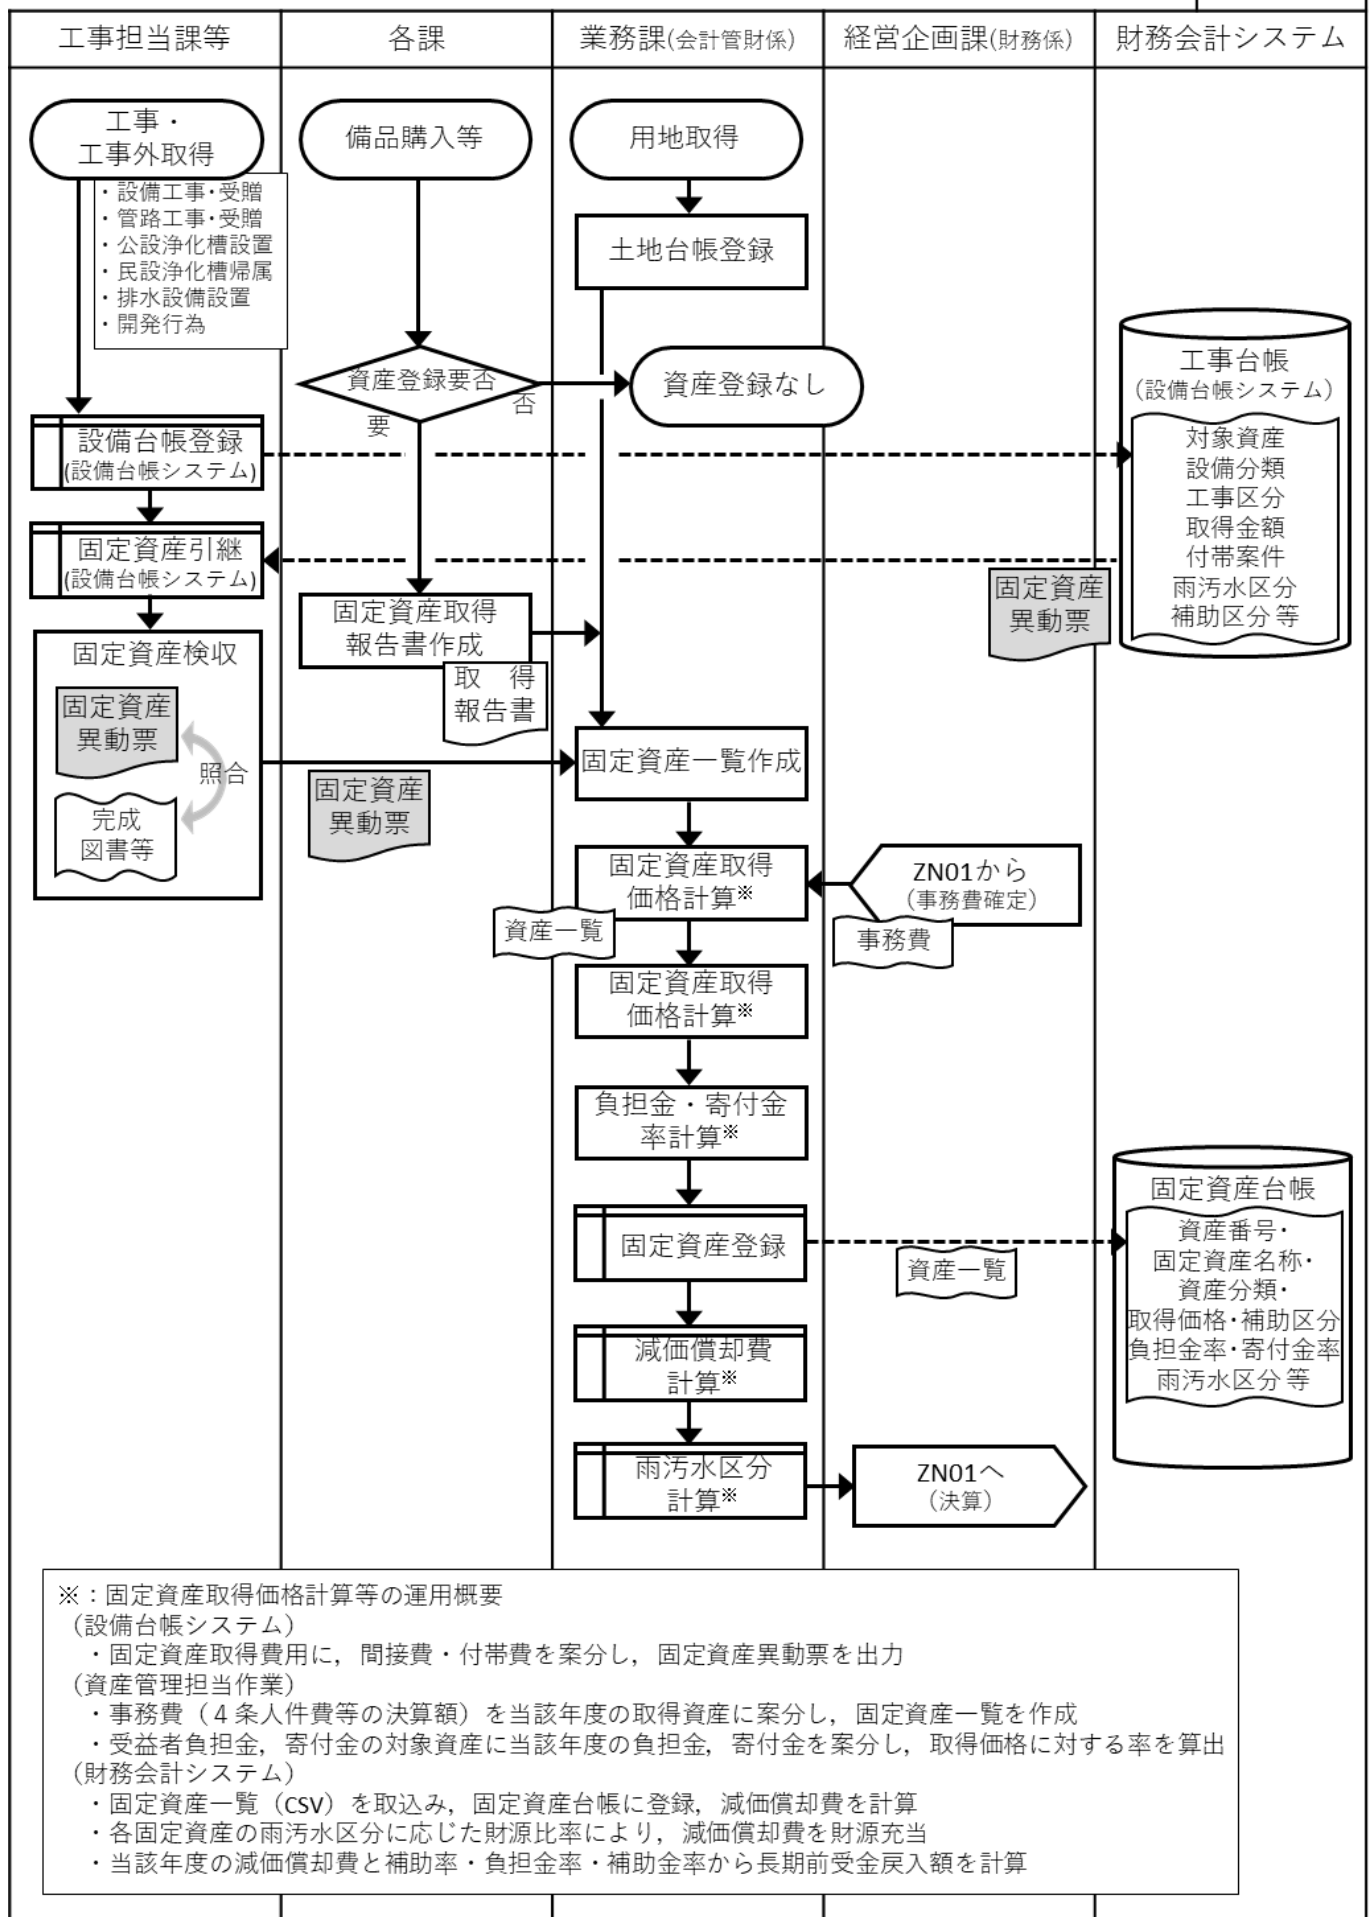 工事担当課等
各課
業務課(会計管財係)
経営企画課(財務係)
財務会計システム
工事・
工事外取得
・設備工事・受贈
・管路工事・受贈
・公設浄化槽設置
・民設浄化槽帰属
・排水設備設置
・開発行為
備品購入等
用地取得
土地台帳登録
資産登録要否
否
要
資産登録なし
工事台帳
(設備台帳システム)
対象資産
設備分類
工事区分
取得金額
付帯案件
雨汚水区分
補助区分 等
設備台帳登録
(設備台帳システム)
固定資産引継
(設備台帳システム)
固定資産
異動票
固定資産取得
報告書作成
取　得
報告書
固定資産検収
固定資産
異動票
照合
完成
図書等
固定資産
異動票
固定資産一覧作成
固定資産取得
価格計算※
資産一覧
ZN01から
(事務費確定)
事務費
固定資産取得
価格計算※
負担金・寄付金
率計算※
固定資産登録
資産一覧
固定資産台帳
資産番号・
固定資産名称・
資産分類・
取得価格・補助区分
負担金率・寄付金率
雨汚水区分 等
減価償却費
計算※
雨汚水区分
計算※
ZN01へ
(決算)
※：固定資産取得価格計算等の運用概要
(設備台帳システム)
・固定資産取得費用に，間接費・付帯費を案分し，固定資産異動票を出力
(資産管理担当作業)
・事務費（４条人件費等の決算額）を当該年度の取得資産に案分し，固定資産一覧を作成
・受益者負担金，寄付金の対象資産に当該年度の負担金，寄付金を案分し，取得価格に対する率を算出
(財務会計システム)
・固定資産一覧（CSV）を取込み，固定資産台帳に登録，減価償却費を計算
・各固定資産の雨汚水区分に応じた財源比率により，減価償却費を財源充当
・当該年度の減価償却費と補助率・負担金率・補助金率から長期前受金戻入額を計算